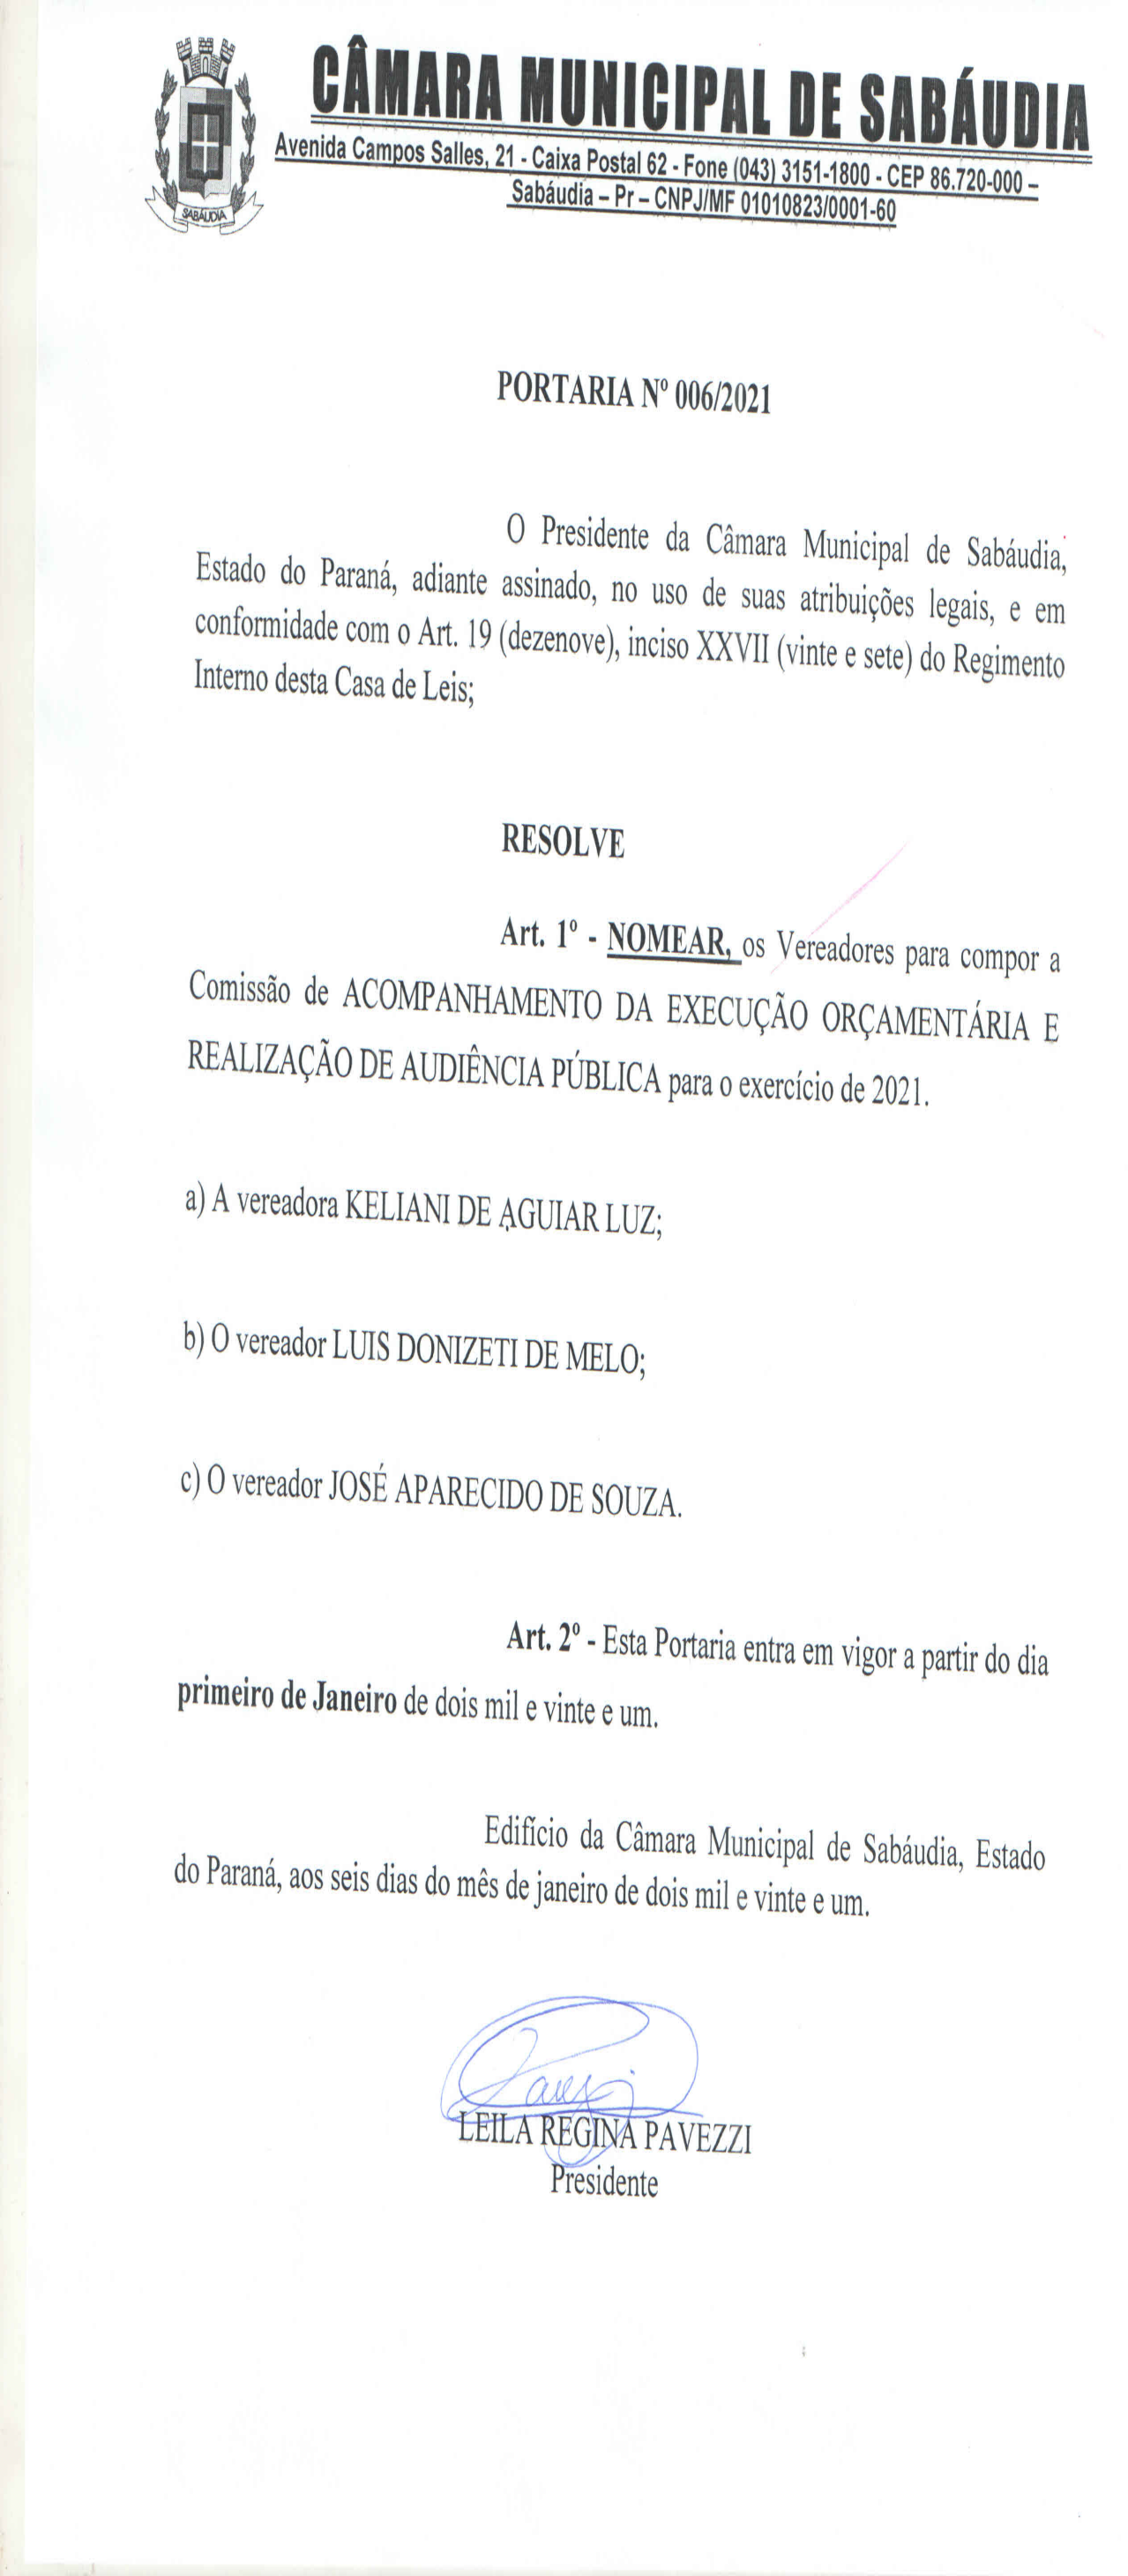 CÂMARA MUNICIPAL DE SABÁUDIA
Avenida Campos Salles, 21 - Caixa Postal 62 - Fone (043) 3151-1800 - CEP 86.720-000 –
Sabáudia – Pr – CNPJ/MF 01010823/0001-60
SABÁUDIA
PORTARIA Nº 006/2021
O Presidente da Câmara Municipal de Sabáudia,
Estado do Paraná, adiante assinado, no uso de suas atribuições legais, e em
conformidade com o Art. 19 (dezenove), inciso XXVII (vinte e sete) do Regimento
Interno desta Casa de Leis;
RESOLVE
Art. 1º - NOMEAR, os Vereadores para compor a
Comissão de ACOMPANHAMENTO DA EXECUÇÃO ORÇAMENTÁRIA E
REALIZAÇÃO DE AUDIÊNCIA PÚBLICA para o exercício de 2021.
a) A vereadora KELIANI DE AGUIAR LUZ;
b) O vereador LUIS DONIZETI DE MELO;
c) O vereador JOSÉ APARECIDO DE SOUZA.
Art. 2º - Esta Portaria entra em vigor a partir do dia
primeiro de Janeiro de dois mil e vinte e um.
Edifício da Câmara Municipal de Sabáudia, Estado
do Paraná, aos seis dias do mês de janeiro de dois mil e vinte e um.
LEILA REGINA PAVEZZI
Presidente